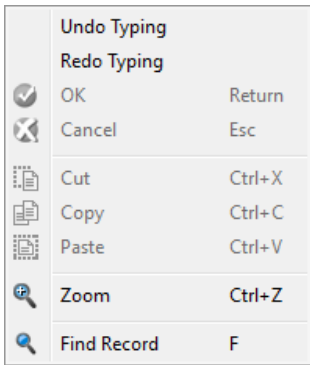 Undo Typing
Redo Typing
OK Return
Cancel Esc
Cut Ctrl+X
Copy Ctrl+C
Paste Ctrl+V
Zoom Ctrl+Z
Find Record F